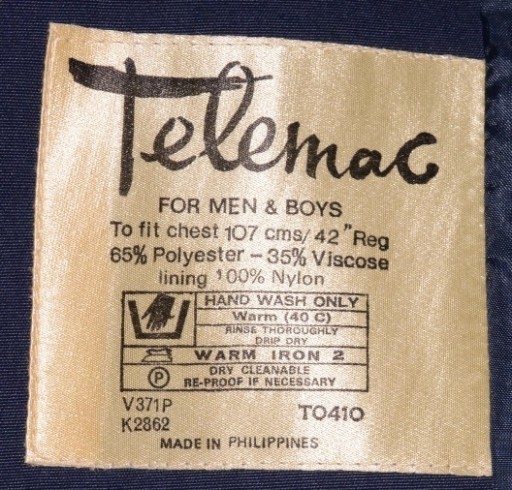 Telemac
FOR MEN & BOYS
To fit chest 107 cms/42" Reg
65% Polyester – 35% Viscose
lining 100% Nylon
HAND WASH ONLY
Warm (40 C)
RINSE THOROUGHLY
DRIP DRY
WARM IRON 2
P
DRY CLEANABLE
RE-PROOF IF NECESSARY
V371P
K2862
TO410
MADE IN PHILIPPINES